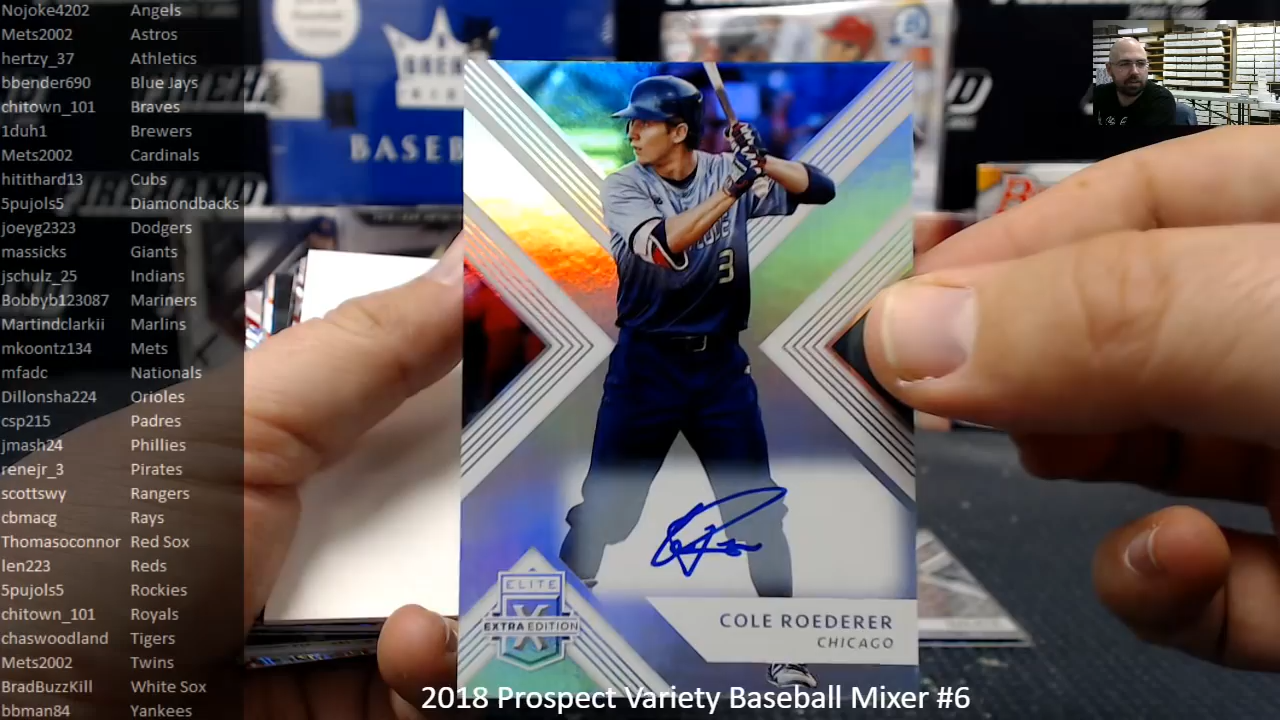 Nojoke4202 Angels
Mets2002 Astros
hertzy_37 Athletics
bbender690 Blue Jays
chitown_101 Braves
1duh1 Brewers
Mets2002 Cardinals
hitithard13 Cubs
5pujols5 Diamondbacks
joeyg2323 Dodgers
massicks Giants
jschulz_25 Indians
Bobbyb123087 Mariners
Martindclarkii Marlins
mkoontz134 Mets
mfadc Nationals
Dillonsha224 Orioles
csp215 Padres
jmash24 Phillies
renejr_3 Pirates
scottswy Rangers
cbmacg Rays
Thomasoconnor Red Sox
len223 Reds
5pujols5 Rockies
chitown_101 Royals
chaswoodland Tigers
Mets2002 Twins
BradBuzzKill White Sox
bbman84 Yankees
BASEB
3
ELITE
X
EXTRA EDITION
COLE ROEDERER
CHICAGO
2018 Prospect Variety Baseball Mixer #6